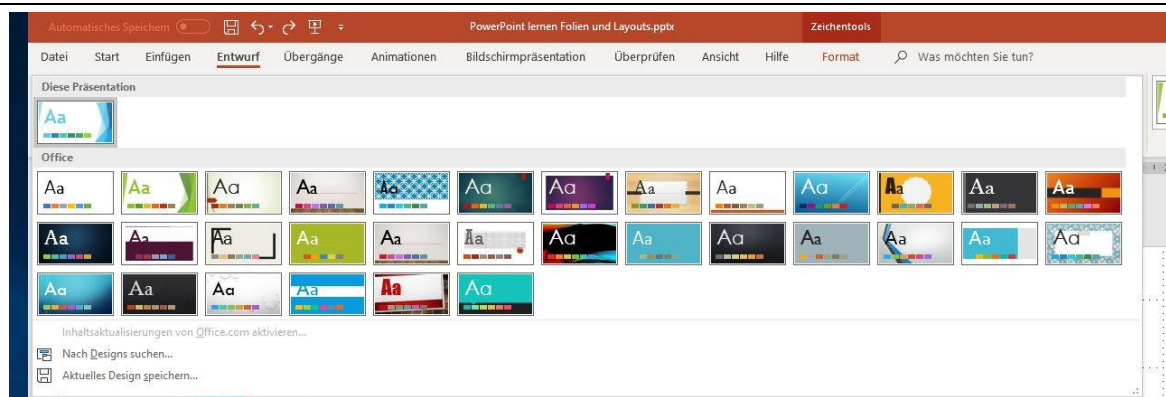 Automatisches Speichern
PowerPoint lernen Folien und Layouts.pptx
Zeichentools
Datei Start Einfügen Entwurf Übergänge Animationen Bildschirmpräsentation Überprüfen Ansicht Hilfe Format Was möchten Sie tun?
Diese Präsentation
Aa
Office
Aa Aa Aa Aa Aa Aa Aa Aa Aa Aa Aa Aa Aa
Aa Aa Aa Aa Aa Aa Aa Aa Aa Aa Aa Aa Aa
Aa Aa Aa Aa Aa Aa
Inhaltsaktualisierungen von Office.com aktivieren...
Nach Designs suchen...
Aktuelles Design speichern...